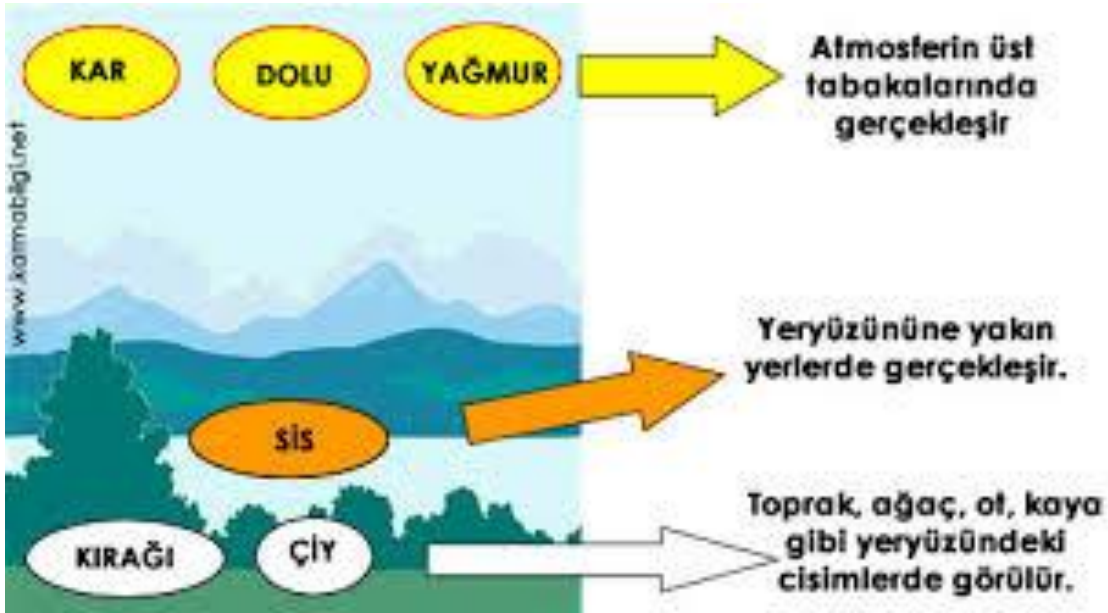 KAR
DOLU
YAĞMUR
Atmosferin üst
tabakalarında
gerçekleşir
www.karmabilgi.net
Yeryüzününe yakın
yerlerde gerçekleşir.
SİS
Toprak, ağaç, ot, kaya
gibi yeryüzündeki
cisimlerde görülür.
KIRAĞI
ÇİY